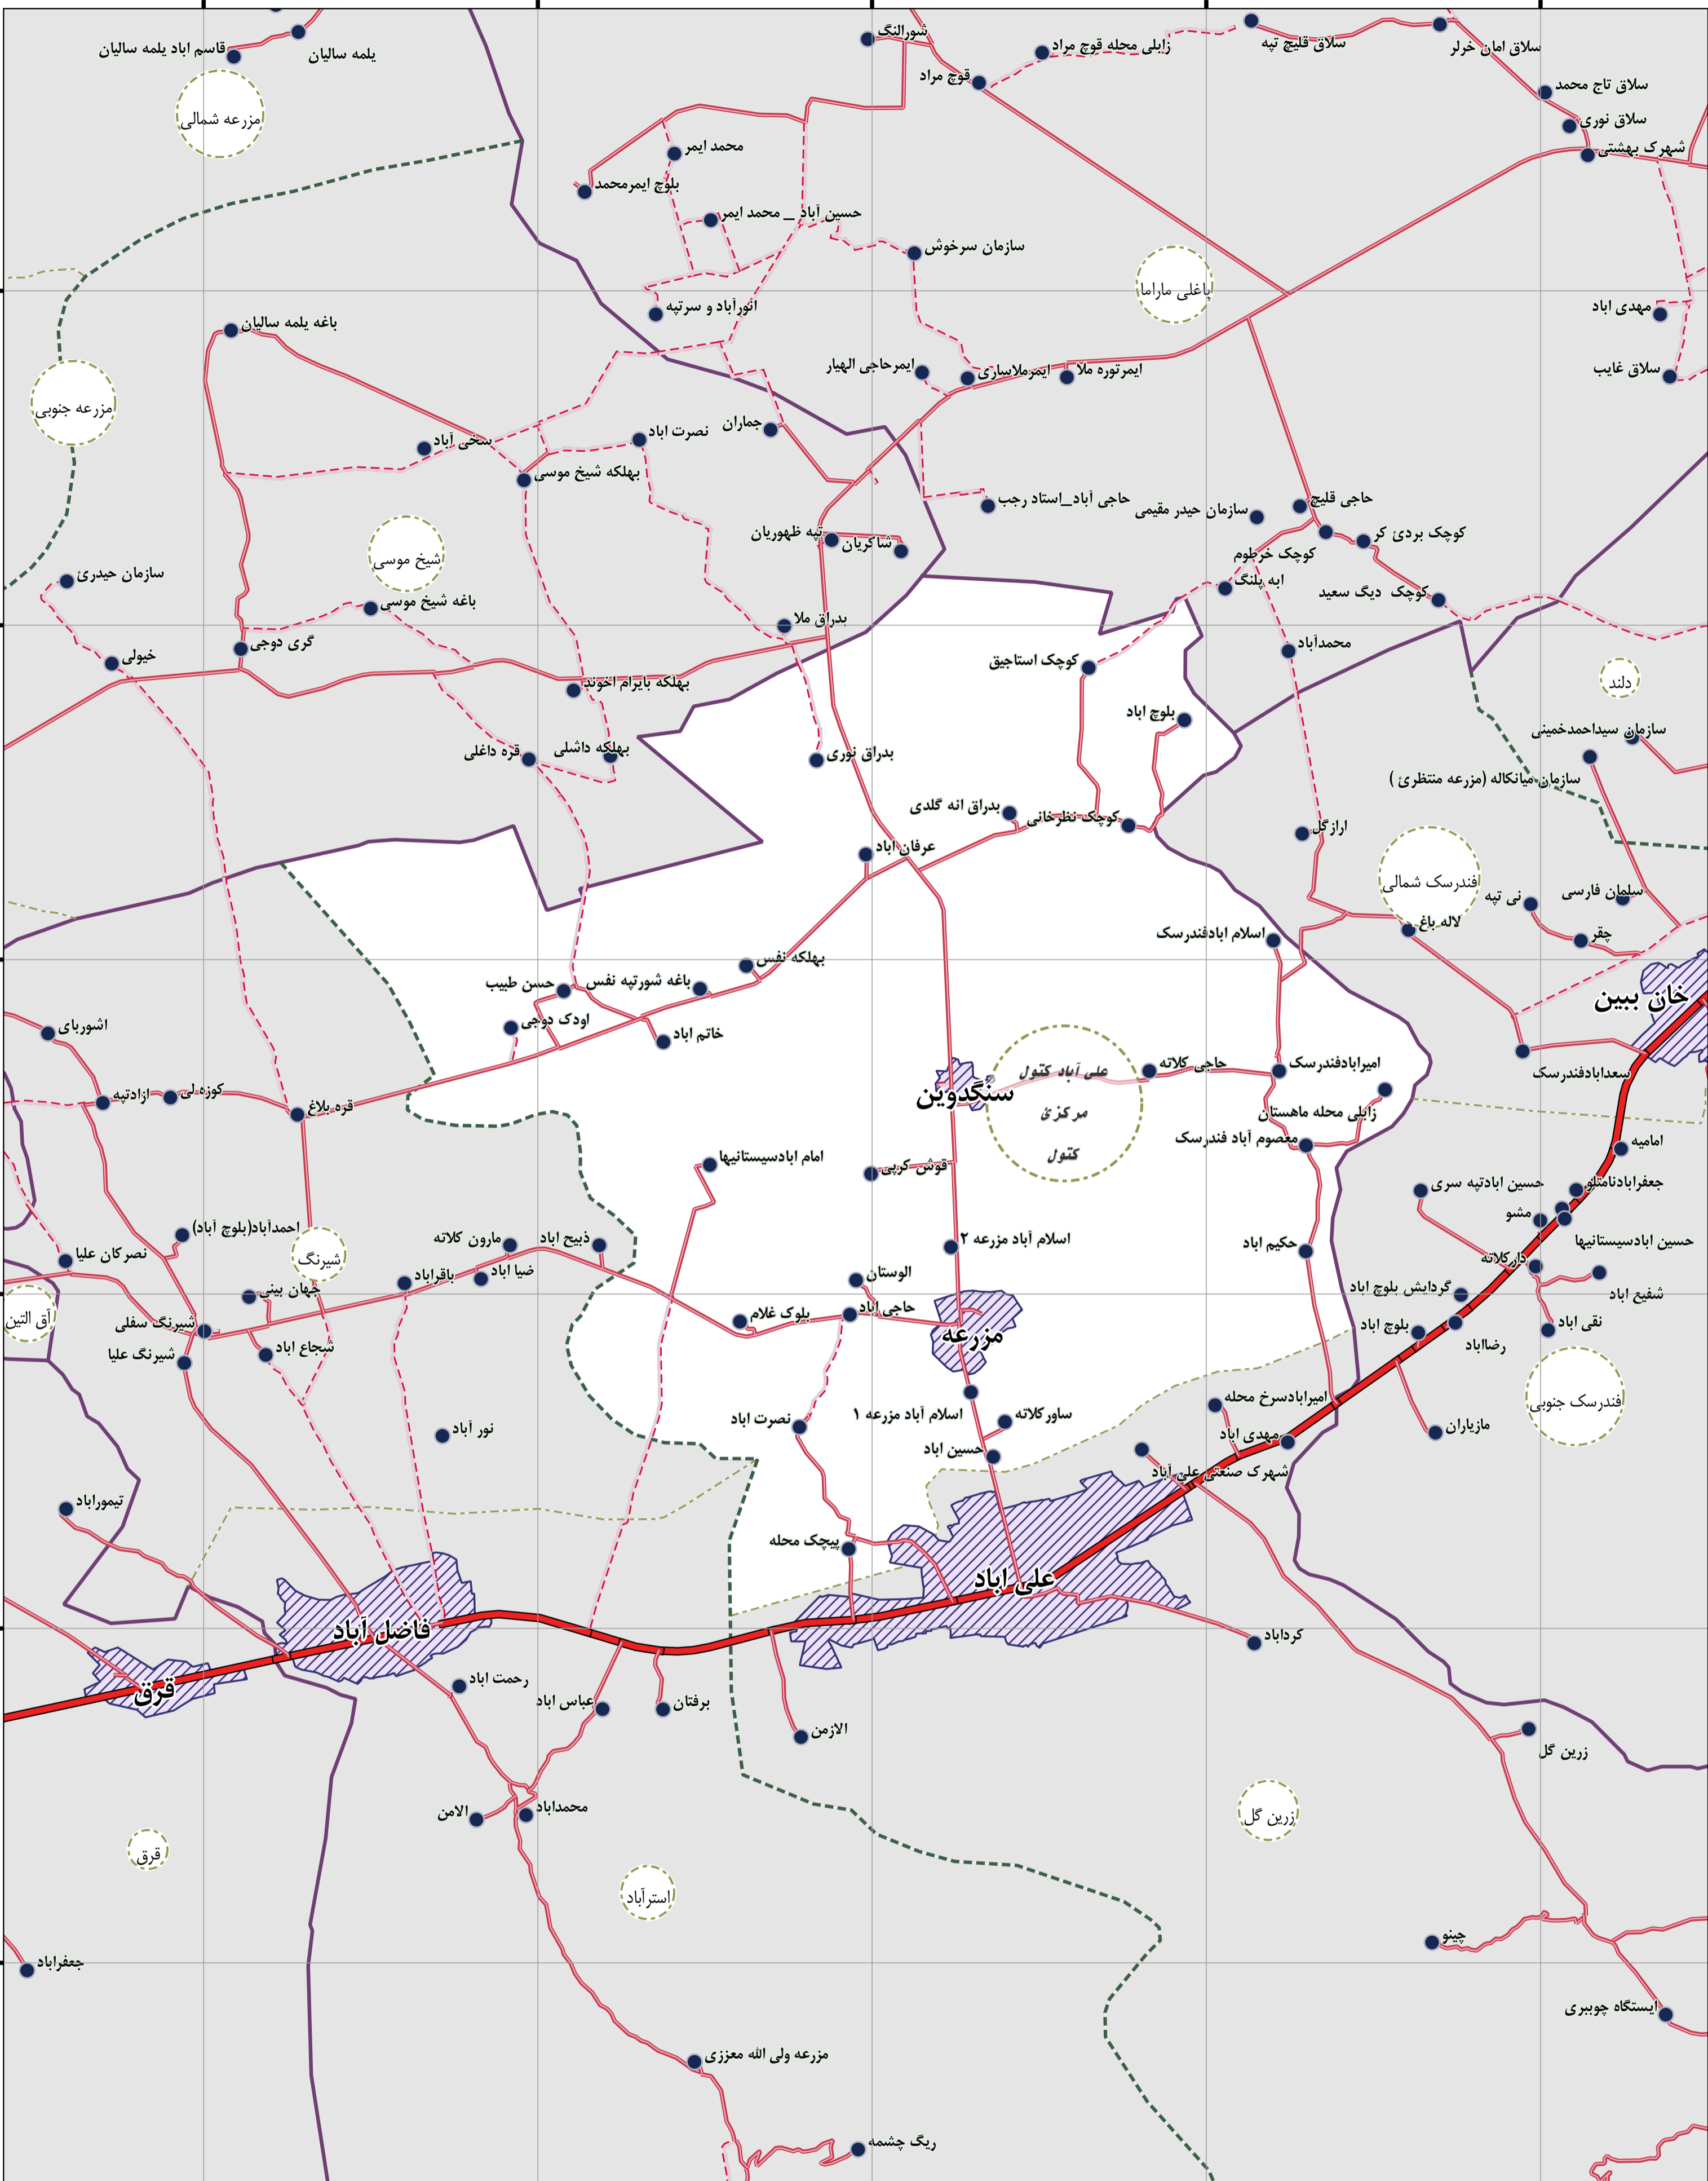 شورالنگ
سلاق قلیچ تپه
سلاق امان خرلر
زابلی محله قوچ مراد
قاسم اباد یلمه سالیان
یلمه سالیان
قوچ مراد
سلاق تاج محمد
مزرعه شمالی
سلاق نوری
شهرک بهشتی
محمد ایمر
بلوچ ایمرمحمد
حسین آباد _ محمد ایمر
سازمان سرخوش
باغلی ماراما
انورآباد و سرتپه
مهدی اباد
باغه یلمه سالیان
ایمرحاجی الهیار
ایمرملاساری
ایمرتوره ملا
سلاق غایب
مزرعه جنوبی
جماران
نصرت اباد
سخی آباد
بهلکه شیخ موسی
حاجی آباد_استاد رجب
حاجی قلیچ
سازمان حیدر مقیمی
کوچک بردئ کر
تپه ظهوریان
شاکریان
کوچک خرطوم
شیخ موسی
سازمان حیدرئ
ابه پلنگ
کوچک دیگ سعید
باغه شیخ موسی
بدراق ملا
گری دوجی
محمدآباد
خیولی
کوچک استاجیق
دلند
بهلکه بایرام آخوند
بلوچ اباد
سازمان سیداحمدخمینی
قره داغلی
بهلکه داشلی
بدراق نوری
سازمان میانکاله (مزرعه منتظری )
بدراق انه گلدی
کوچک نظرخانی
ارازگل
عرفان آباد
فندرسک شمالی
نی تپه
سلمان فارسی
لاله باغ
چقر
اسلام ابادفندرسک
بهلکه نفس
باغه شورتپه نفس
حسن طبیب
خان ببین
اودک دوجی
خاتم اباد
اشوربای
سعدابادفندرسک
حاجی کلاته
امیرابادفندرسک
علی آباد کتول
مرکزئ
کتول
سنگدوین
کوزه لی
ازادتپه
قره بلاغ
زابلی محله ماهستان
معصوم آباد فندرسک
امامیه
امام ابادسیستانیها
قوش کرپی
حسین ابادتپه سری
جعفرابادنامتلو
مشو
احمدآباد(بلوچ آباد)
نصرکان علیا
شیرنگ
مارون کلاته
ذبیح اباد
اسلام آباد مزرعه ۲
حکیم اباد
حسین ابادسیستانیها
دارکلاته
باقراباد
ضیا اباد
الوستان
جهان بینی
شفیع اباد
گردایش بلوچ اباد
آق التین
شیرنگ سفلی
بلوک غلام
حاجی آباد
مزرعه
بلوچ اباد
رضااباد
نقی اباد
شیرنگ علیا
شجاع اباد
فندرسک جنوبی
امیرابادسرخ محله
اسلام آباد مزرعه ۱
ساورکلاته
نصرت اباد
نور آباد
حسین اباد
مهدی اباد
مازیاران
شهرک صنعتی علی آباد
تیموراباد
پیچک محله
علی اباد
فاضل آباد
کرداباد
قرق
رحمت اباد
عباس اباد
برفتان
الازمن
زرین گل
الامن
محمداباد
زرین گل
قرق
استرآباد
چینو
جعفراباد
ایستگاه چوببری
مزرعه ولی الله معززی
ریگ چشمه